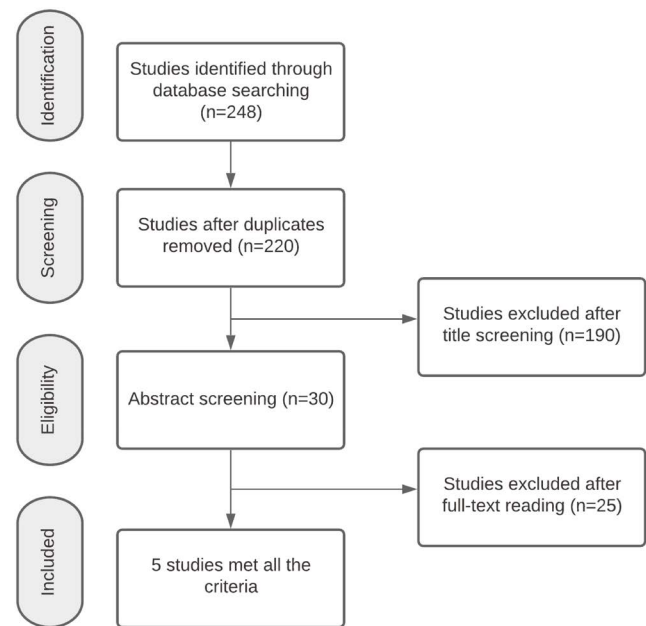 Identification
Studies identified through
database searching
(n=248)
Screening
Studies after duplicates
removed (n=220)
Studies excluded after
title screening (n=190)
Eligibility
Abstract screening (n=30)
Studies excluded after
full-text reading (n=25)
Included
5 studies met all the
criteria